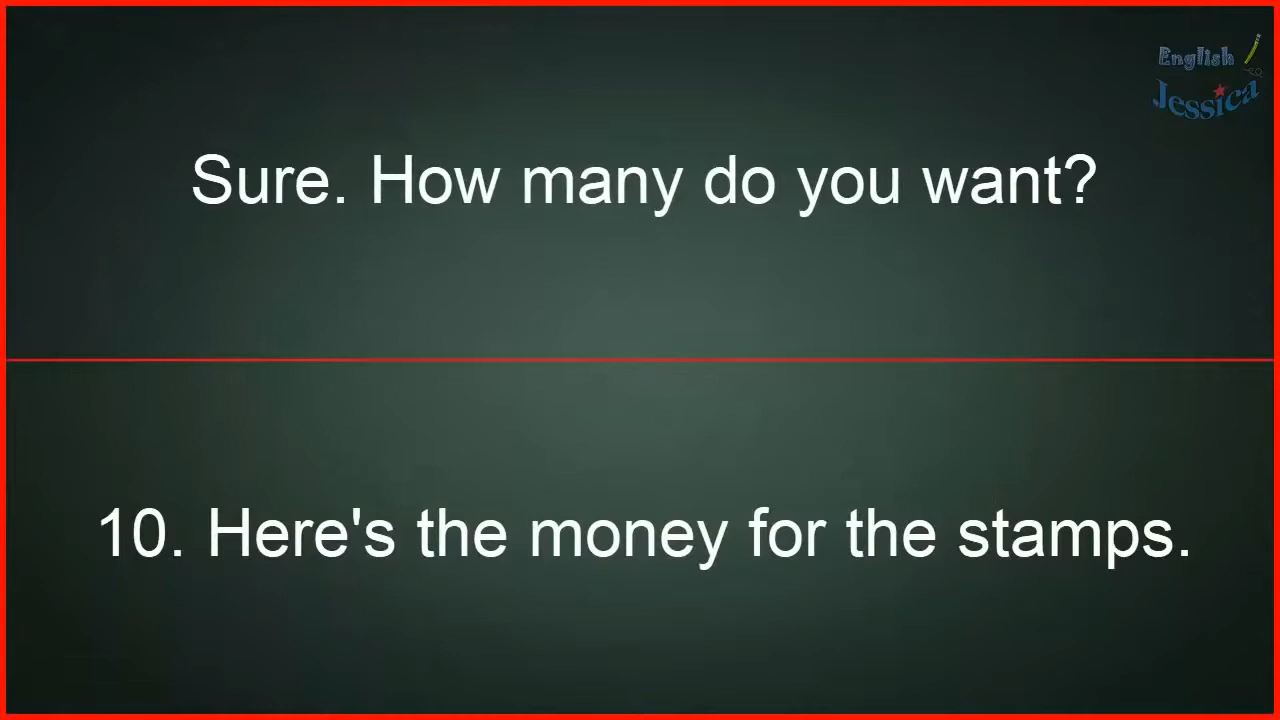 English
Jessica
Sure. How many do you want?
10. Here's the money for the stamps.